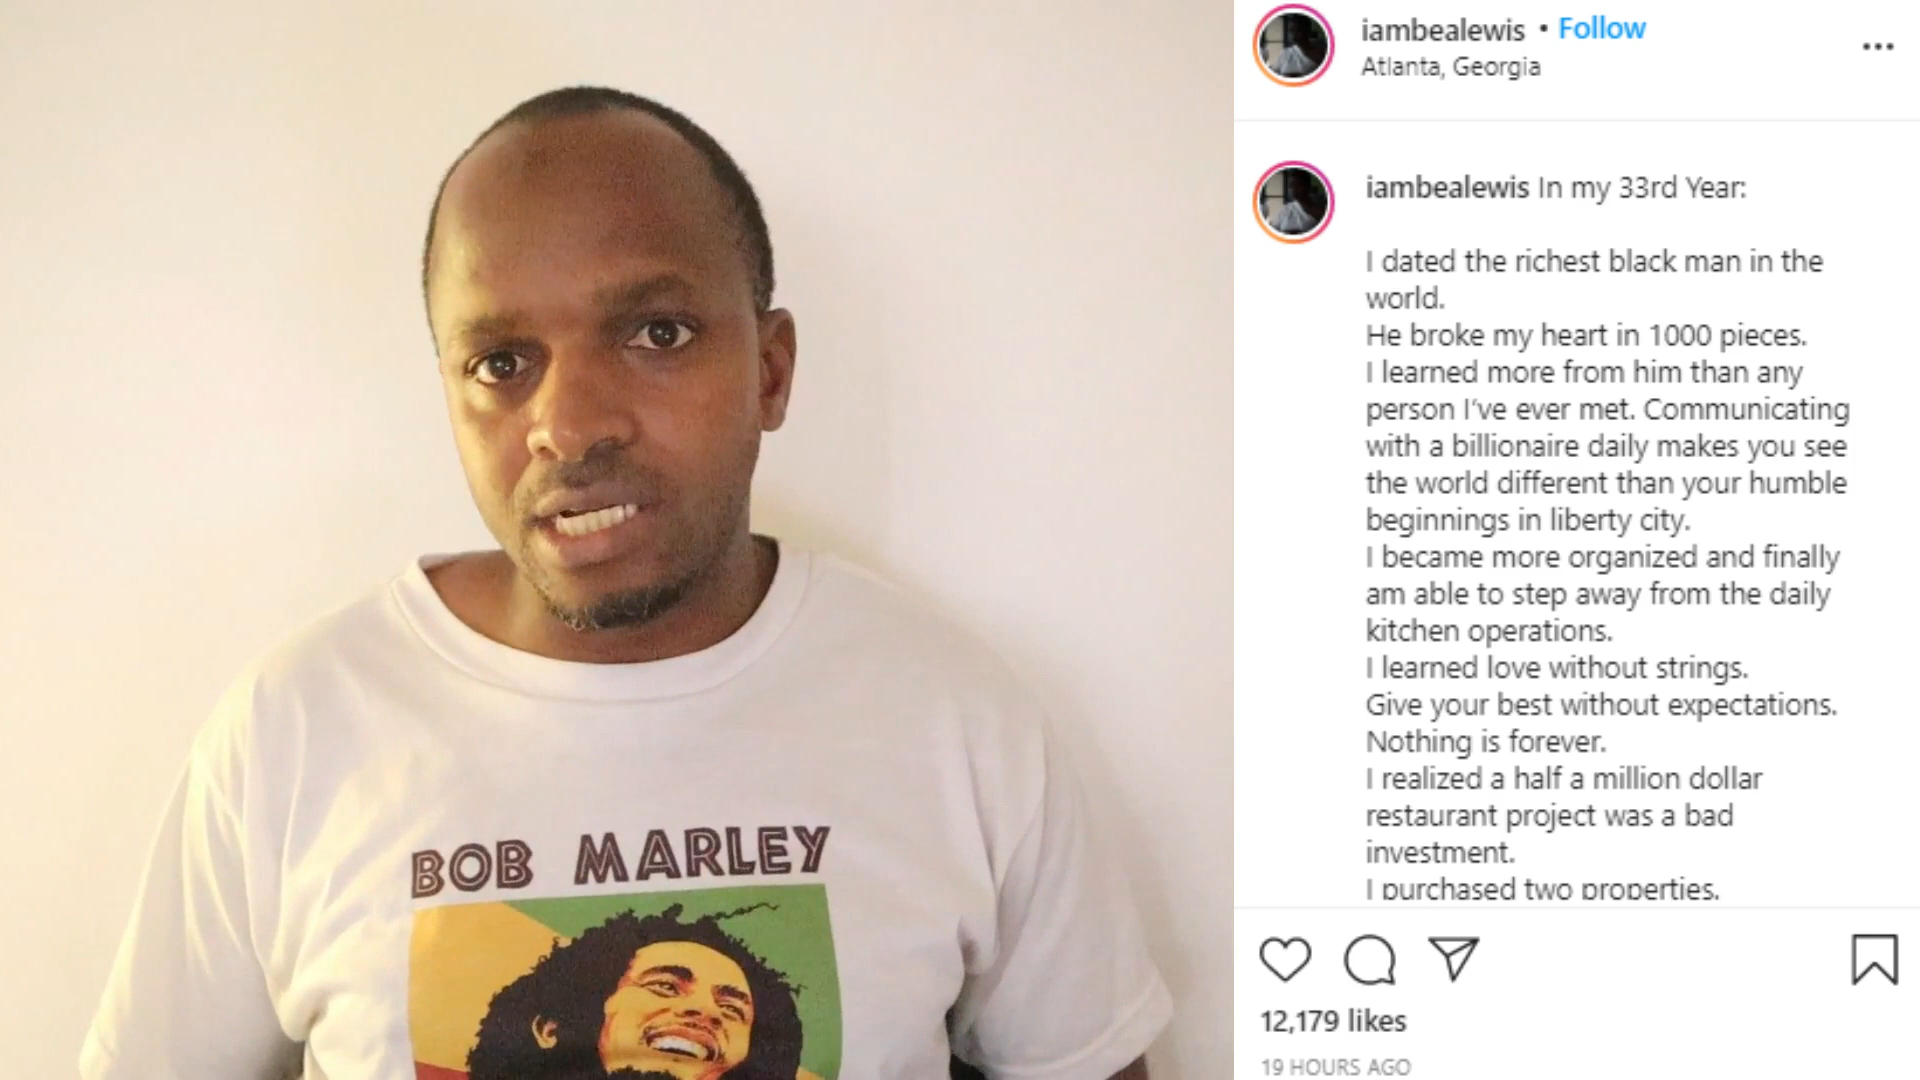 BOB MARLEY
iambealewis • Follow
Atlanta, Georgia
iambealewis In my 33rd Year:
I dated the richest black man in the
world.
He broke my heart in 1000 pieces.
I learned more from him than any
person I've ever met. Communicating
with a billionaire daily makes you see
the world different than your humble
beginnings in liberty city.
I became more organized and finally
am able to step away from the daily
kitchen operations.
I learned love without strings.
Give your best without expectations.
Nothing is forever.
I realized a half a million dollar
restaurant project was a bad
investment.
I purchased two properties.
12,179 likes
19 HOURS AGO